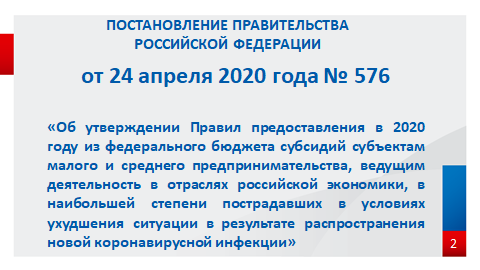 ПОСТАНОВЛЕНИЕ ПРАВИТЕЛЬСТВА
РОССИЙСКОЙ ФЕДЕРАЦИИ
от 24 апреля 2020 года № 576
«Об утверждении Правил предоставления в 2020
году из федерального бюджета субсидий субъектам
малого и среднего предпринимательства, ведущим
деятельность в отраслях российской экономики, в
наибольшей степени пострадавших в условиях
ухудшения ситуации в результате распространения
новой коронавирусной инфекции»
2